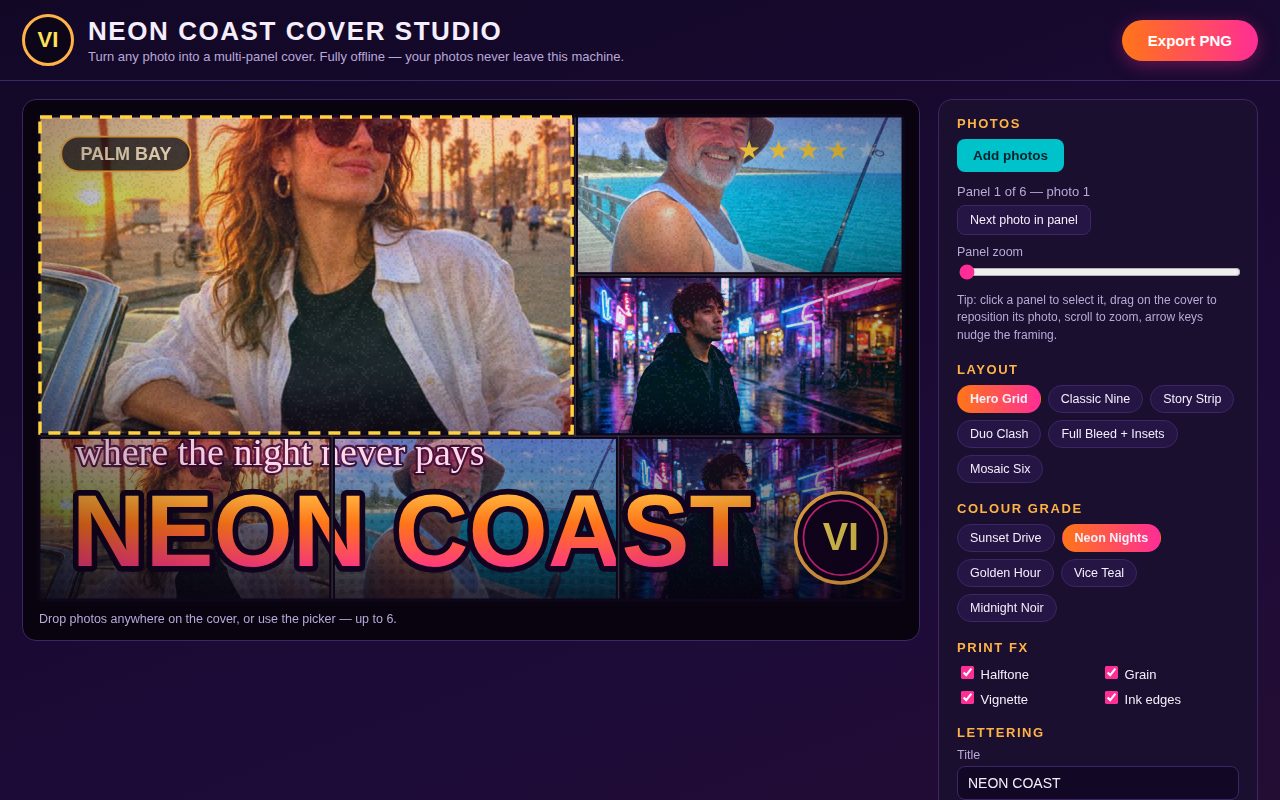 VI
NEON COAST COVER STUDIO
Turn any photo into a multi-panel cover. Fully offline — your photos never leave this machine.
Export PNG
PALM BAY
where the night never pays
NEON COAST
VI
Drop photos anywhere on the cover, or use the picker — up to 6.
PHOTOS
Add photos
Panel 1 of 6 — photo 1
Next photo in panel
Panel zoom
Tip: click a panel to select it, drag on the cover to
reposition its photo, scroll to zoom, arrow keys
nudge the framing.
LAYOUT
Hero Grid
Classic Nine
Story Strip
Duo Clash
Full Bleed + Insets
Mosaic Six
COLOUR GRADE
Sunset Drive
Neon Nights
Golden Hour
Vice Teal
Midnight Noir
PRINT FX
Halftone
Grain
Vignette
Ink edges
LETTERING
Title
NEON COAST